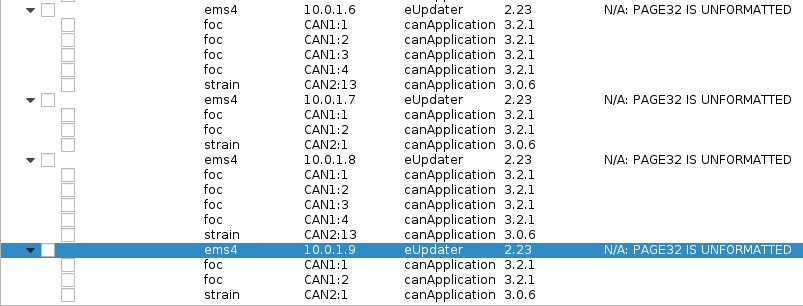 ems4 10.0.1.6 eUpdater 2.23 N/A: PAGE32 IS UNFORMATTED
foc CAN1:1 canApplication 3.2.1
foc CAN1:2 canApplication 3.2.1
foc CAN1:3 canApplication 3.2.1
foc CAN1:4 canApplication 3.2.1
strain CAN2:13 canApplication 3.0.6
ems4 10.0.1.7 eUpdater 2.23 N/A: PAGE32 IS UNFORMATTED
foc CAN1:1 canApplication 3.2.1
foc CAN1:2 canApplication 3.2.1
strain CAN2:1 canApplication 3.0.6
ems4 10.0.1.8 eUpdater 2.23 N/A: PAGE32 IS UNFORMATTED
foc CAN1:1 canApplication 3.2.1
foc CAN1:2 canApplication 3.2.1
foc CAN1:3 canApplication 3.2.1
foc CAN1:4 canApplication 3.2.1
strain CAN2:13 canApplication 3.0.6
ems4 10.0.1.9 eUpdater 2.23 N/A: PAGE32 IS UNFORMATTED
foc CAN1:1 canApplication 3.2.1
foc CAN1:2 canApplication 3.2.1
strain CAN2:1 canApplication 3.0.6